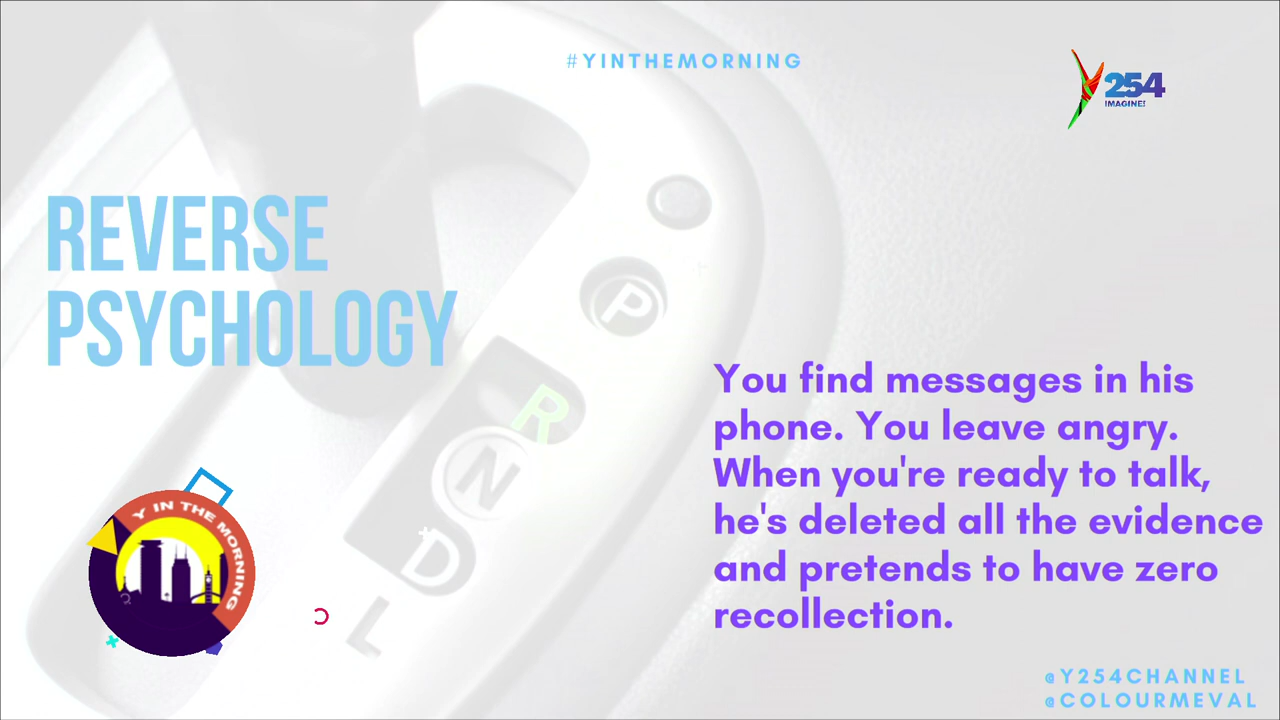 #YINTHEMORNING
Y254
IMAGINE!
REVERSE
PSYCHOLOGY
P
R
N
D
L
You find messages in his
phone. You leave angry.
When you're ready to talk,
he's deleted all the evidence
and pretends to have zero
recollection.
Y IN THE MORNING
@Y254CHANNEL
@COLOURMEVAL